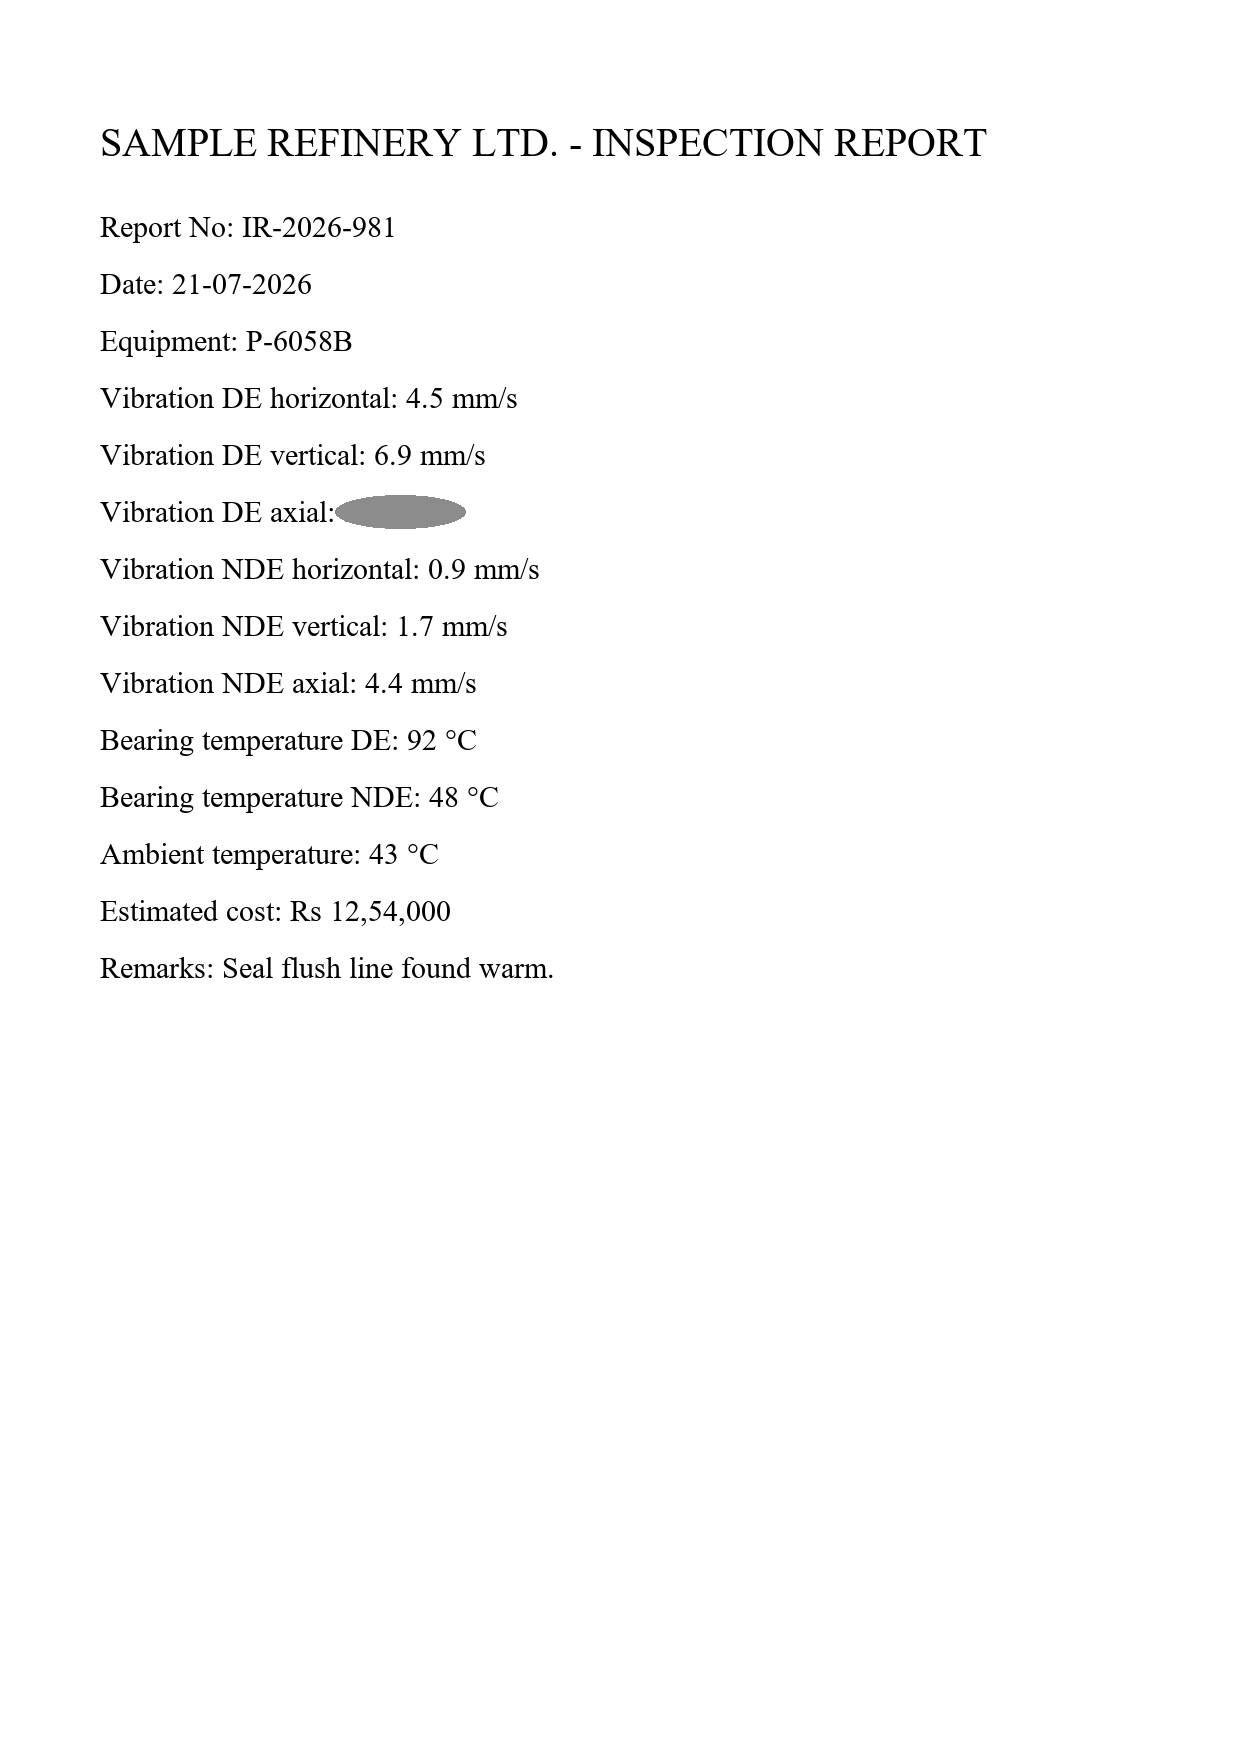 SAMPLE REFINERY LTD. - INSPECTION REPORT
Report No: IR-2026-981
Date: 21-07-2026
Equipment: P-6058B
Vibration DE horizontal: 4.5 mm/s
Vibration DE vertical: 6.9 mm/s
Vibration DE axial:
Vibration NDE horizontal: 0.9 mm/s
Vibration NDE vertical: 1.7 mm/s
Vibration NDE axial: 4.4 mm/s
Bearing temperature DE: 92 °C
Bearing temperature NDE: 48 °C
Ambient temperature: 43 °C
Estimated cost: Rs 12,54,000
Remarks: Seal flush line found warm.